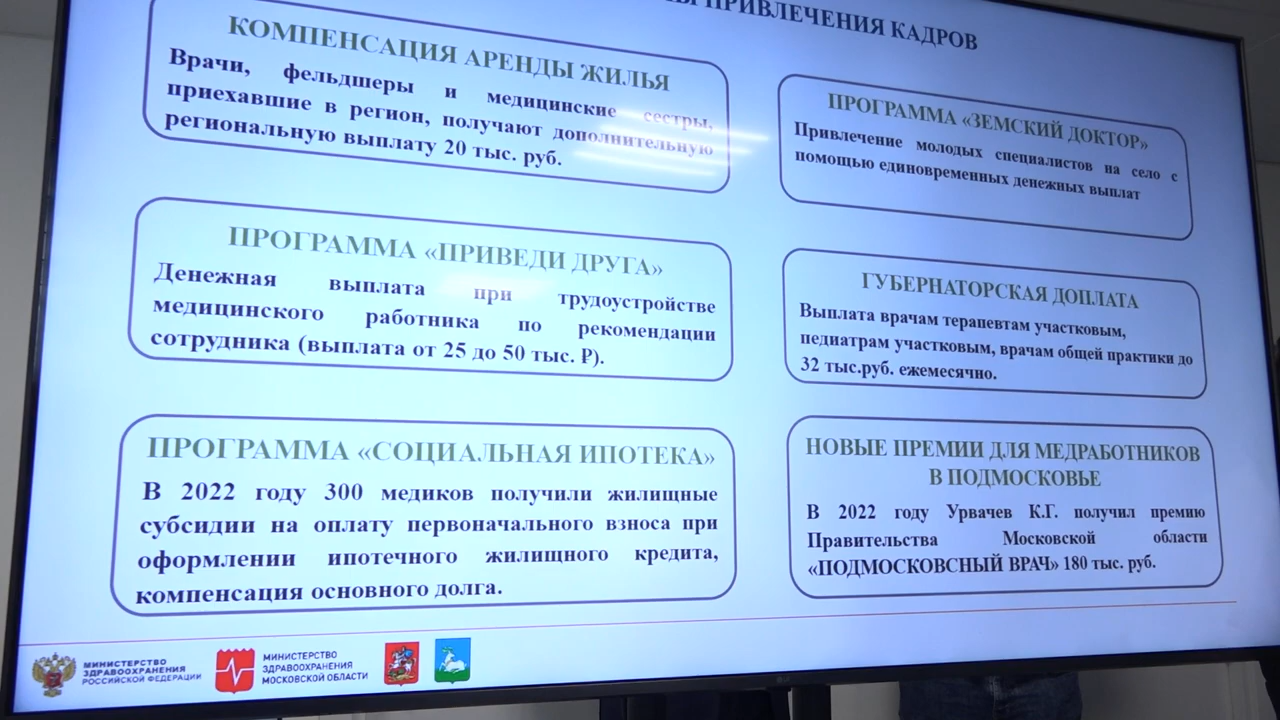 ПРИВЛЕЧЕНИЯ КАДРОВ
КОМПЕНСАЦИЯ АРЕНДЫ ЖИЛЬЯ
Врачи, фельдшеры и медицинские сестры,
приехавшие в регион, получают дополнительную
региональную выплату 20 тыс. руб.
ПРОГРАММА «ЗЕМСКИЙ ДОКТОР»
Привлечение молодых специалистов на село с
помощью единовременных денежных выплат
ПРОГРАММА «ПРИВЕДИ ДРУГА»
Денежная выплата при трудоустройстве
медицинского работника по рекомендации
сотрудника (выплата от 25 до 50 тыс. ₽).
ГУБЕРНАТОРСКАЯ ДОПЛАТА
Выплата врачам терапевтам участковым,
педиатрам участковым, врачам общей практики до
32 тыс.руб. ежемесячно.
ПРОГРАММА «СОЦИАЛЬНАЯ ИПОТЕКА»
В 2022 году 300 медиков получили жилищные
субсидии на оплату первоначального взноса при
оформлении ипотечного жилищного кредита,
компенсация основного долга.
НОВЫЕ ПРЕМИИ ДЛЯ МЕДРАБОТНИКОВ
В ПОДМОСКОВЬЕ
В 2022 году Урвачев К.Г. получил премию
Правительства Московской области
«ПОДМОСКОВСНЫЙ ВРАЧ» 180 тыс. руб.
МИНИСТЕРСТВО
ЗДРАВООХРАНЕНИЯ
РОССИЙСКОЙ ФЕДЕРАЦИИ
МИНИСТЕРСТВО
ЗДРАВООХРАНЕНИЯ
МОСКОВСКОЙ ОБЛАСТИ